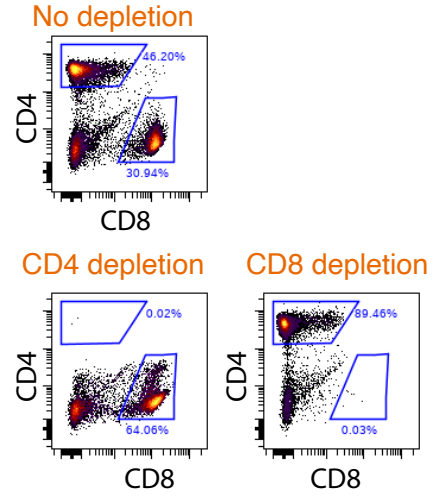 No depletion
46.20%
CD4
30.94%
CD8
CD4 depletion
CD8 depletion
0.02%
89.46%
CD4
CD4
64.06%
0.03%
CD8
CD8